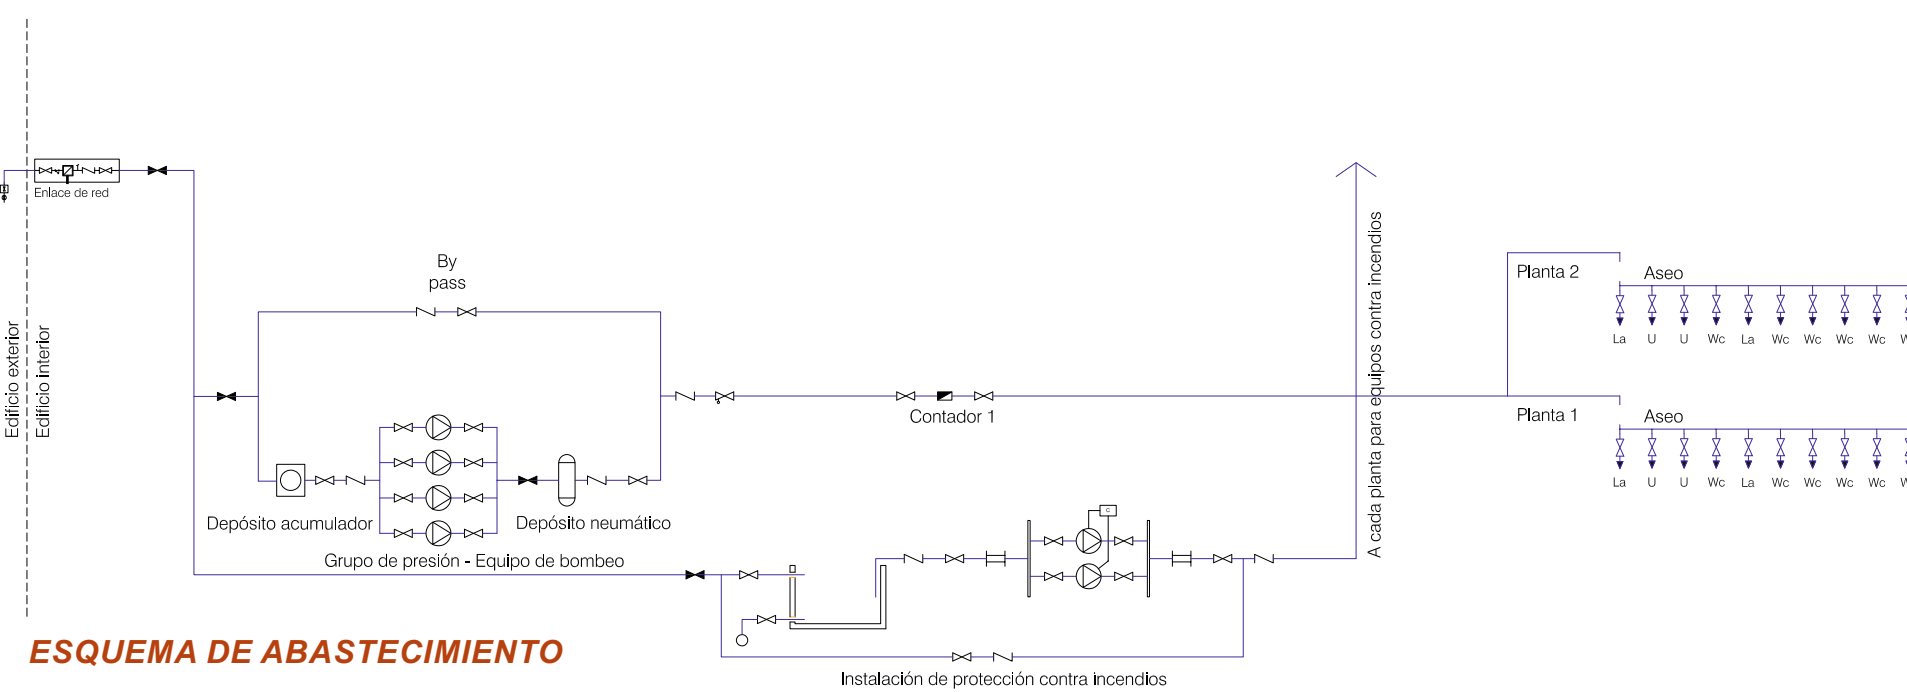 Enlace de red
Edificio exterior
Edificio interior
By
pass
Depósito acumulador
Depósito neumático
Grupo de presión - Equipo de bombeo
Contador 1
C
A cada planta para equipos contra incendios
Planta 2
Aseo
La U U Wc La Wc Wc Wc Wc
Planta 1
Aseo
La U U Wc La Wc Wc Wc Wc
ESQUEMA DE ABASTECIMIENTO
Instalación de protección contra incendios